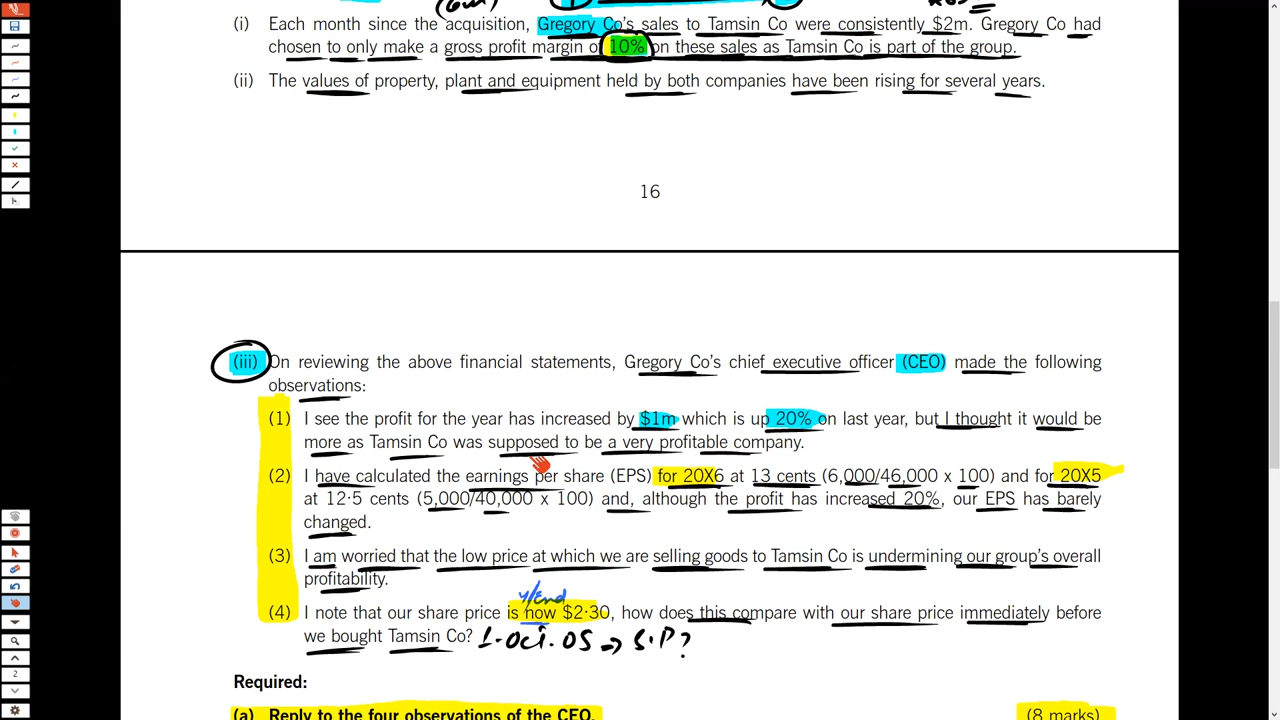 (i) Each month since the acquisition, Gregory Co's sales to Tamsin Co were consistently $2m. Gregory Co had
chosen to only make a gross profit margin of 10% on these sales as Tamsin Co is part of the group.
(ii) The values of property, plant and equipment held by both companies have been rising for several years.
16
(iii) On reviewing the above financial statements, Gregory Co's chief executive officer (CEO) made the following
observations:
(1) I see the profit for the year has increased by $1m which is up 20% on last year, but I thought it would be
more as Tamsin Co was supposed to be a very profitable company.
(2) I have calculated the earnings per share (EPS) for 20X6 at 13 cents (6,000/46,000 x 100) and for 20X5
at 12·5 cents (5,000/40,000 x 100) and, although the profit has increased 20%, our EPS has barely
changed.
(3) I am worried that the low price at which we are selling goods to Tamsin Co is undermining our group's overall
profitability.
Y/End
(4) I note that our share price is now $2·30, how does this compare with our share price immediately before
we bought Tamsin Co? 1·Oct·05 → S.P?
Required:
(a) Reply to the four observations of the CEO. (8 marks)
2